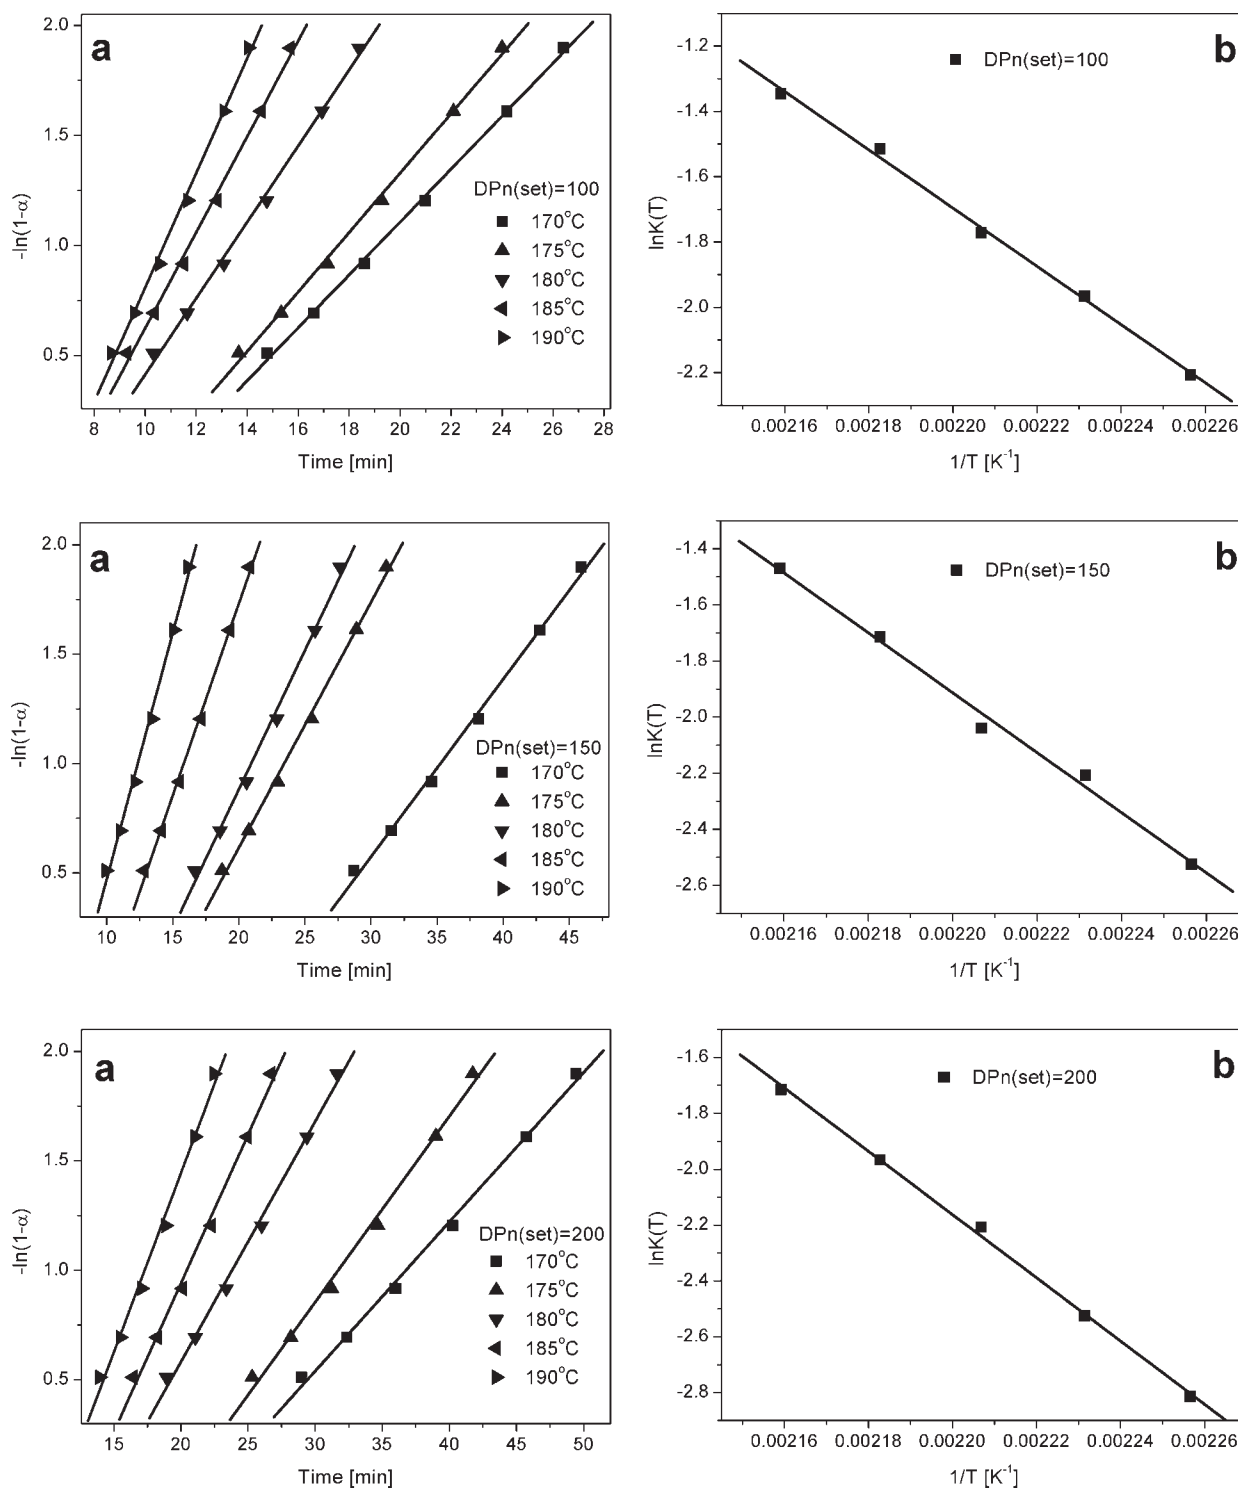 a
2.0
1.5
1.0
0.5
-ln(1-α)
DPn(set)=100
170°C
175°C
180°C
185°C
190°C
8 10 12 14 16 18 20 22 24 26 28
Time [min]
b
DPn(set)=100
-1.2
-1.4
-1.6
-1.8
-2.0
-2.2
lnK(T)
0.00216 0.00218 0.00220 0.00222 0.00224 0.00226
1/T [K⁻¹]
a
2.0
1.5
1.0
0.5
-ln(1-α)
DPn(set)=150
170°C
175°C
180°C
185°C
190°C
10 15 20 25 30 35 40 45
Time [min]
b
DPn(set)=150
-1.4
-1.6
-1.8
-2.0
-2.2
-2.4
-2.6
lnK(T)
0.00216 0.00218 0.00220 0.00222 0.00224 0.00226
1/T [K⁻¹]
a
2.0
1.5
1.0
0.5
-ln(1-α)
DPn(set)=200
170°C
175°C
180°C
185°C
190°C
15 20 25 30 35 40 45 50
Time [min]
b
DPn(set)=200
-1.6
-1.8
-2.0
-2.2
-2.4
-2.6
-2.8
lnK(T)
0.00216 0.00218 0.00220 0.00222 0.00224 0.00226
1/T [K⁻¹]